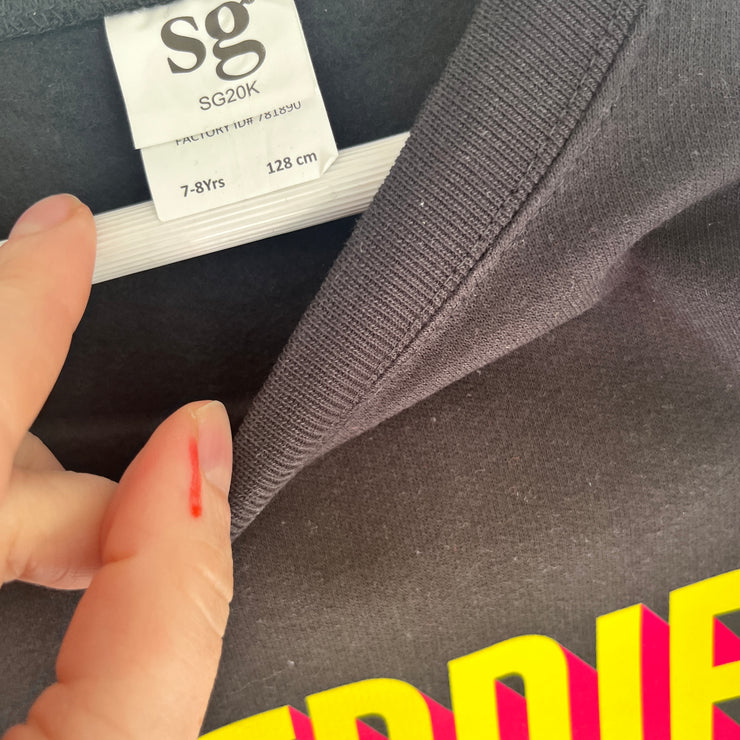 sg
SG20K
FACTORY ID# 781890
7-8Yrs 128 cm